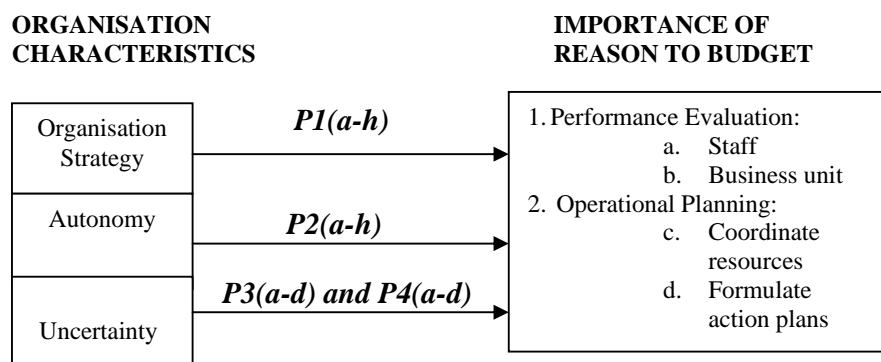 ORGANISATION
CHARACTERISTICS
IMPORTANCE OF
REASON TO BUDGET
Organisation
Strategy
Autonomy
Uncertainty
P1(a-h)
P2(a-h)
P3(a-d) and P4(a-d)
1. Performance Evaluation:
a. Staff
b. Business unit
2. Operational Planning:
c. Coordinate
resources
d. Formulate
action plans